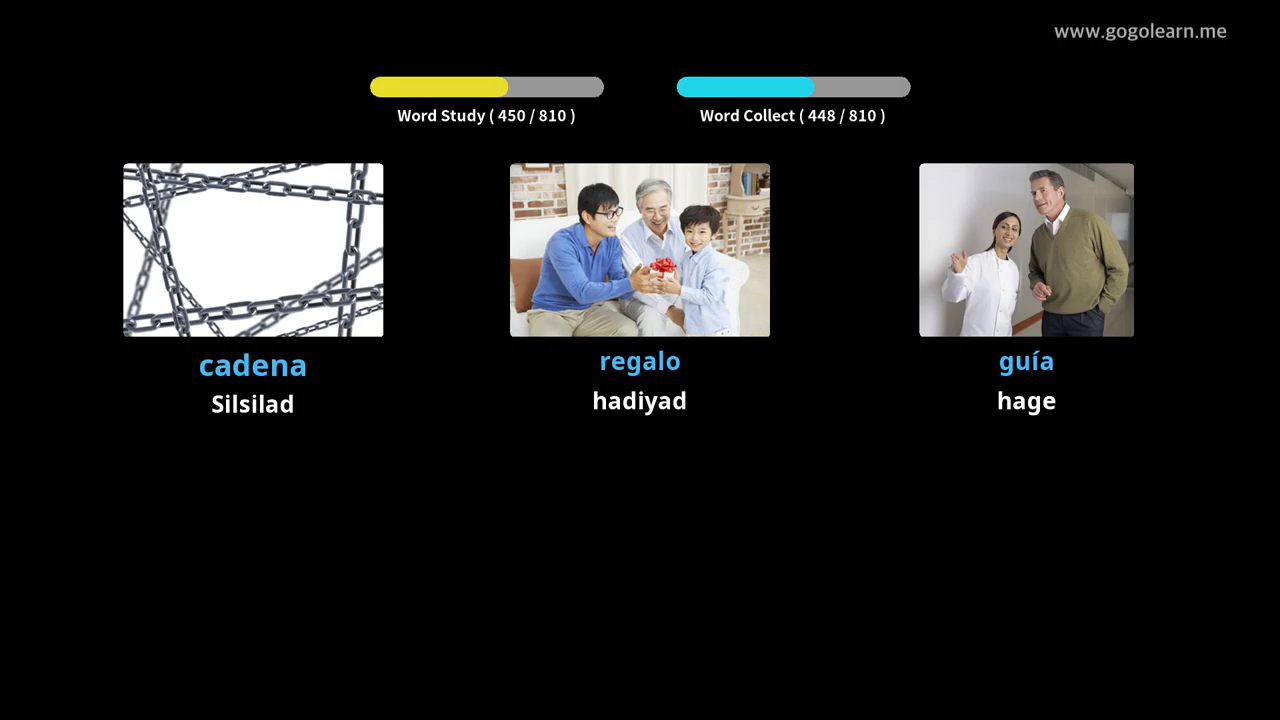 www.gogolearn.me
Word Study ( 450 / 810 )
Word Collect ( 448 / 810 )
cadena
Silsilad
regalo
hadiyad
guía
hage